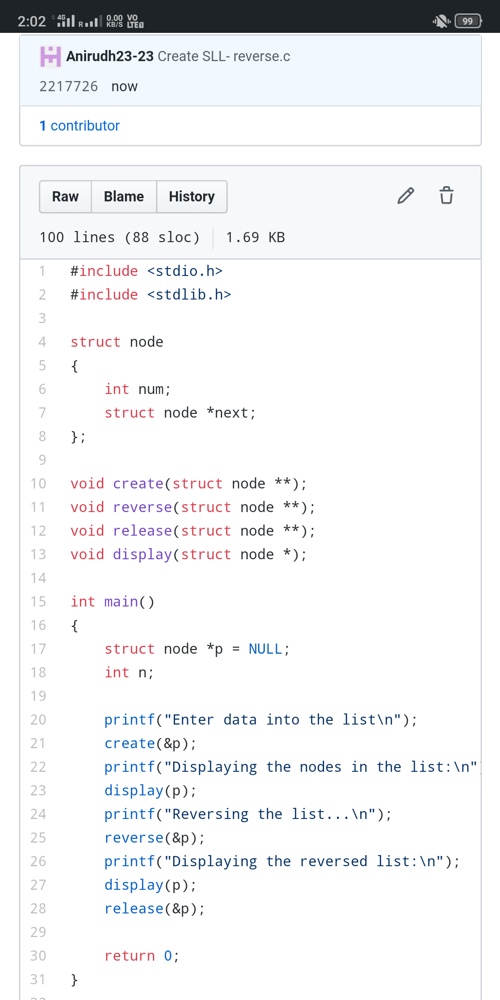 2:02 4G R 0.00 KB/S VO LTE 99
Anirudh23-23 Create SLL- reverse.c
2217726 now
1 contributor
Raw Blame History
100 lines (88 sloc) 1.69 KB
1 #include <stdio.h>
2 #include <stdlib.h>
3
4 struct node
5 {
6 int num;
7 struct node *next;
8 };
9
10 void create(struct node **);
11 void reverse(struct node **);
12 void release(struct node **);
13 void display(struct node *);
14
15 int main()
16 {
17 struct node *p = NULL;
18 int n;
19
20 printf("Enter data into the list\n");
21 create(&p);
22 printf("Displaying the nodes in the list:\n")
23 display(p);
24 printf("Reversing the list...\n");
25 reverse(&p);
26 printf("Displaying the reversed list:\n");
27 display(p);
28 release(&p);
29
30 return 0;
31 }